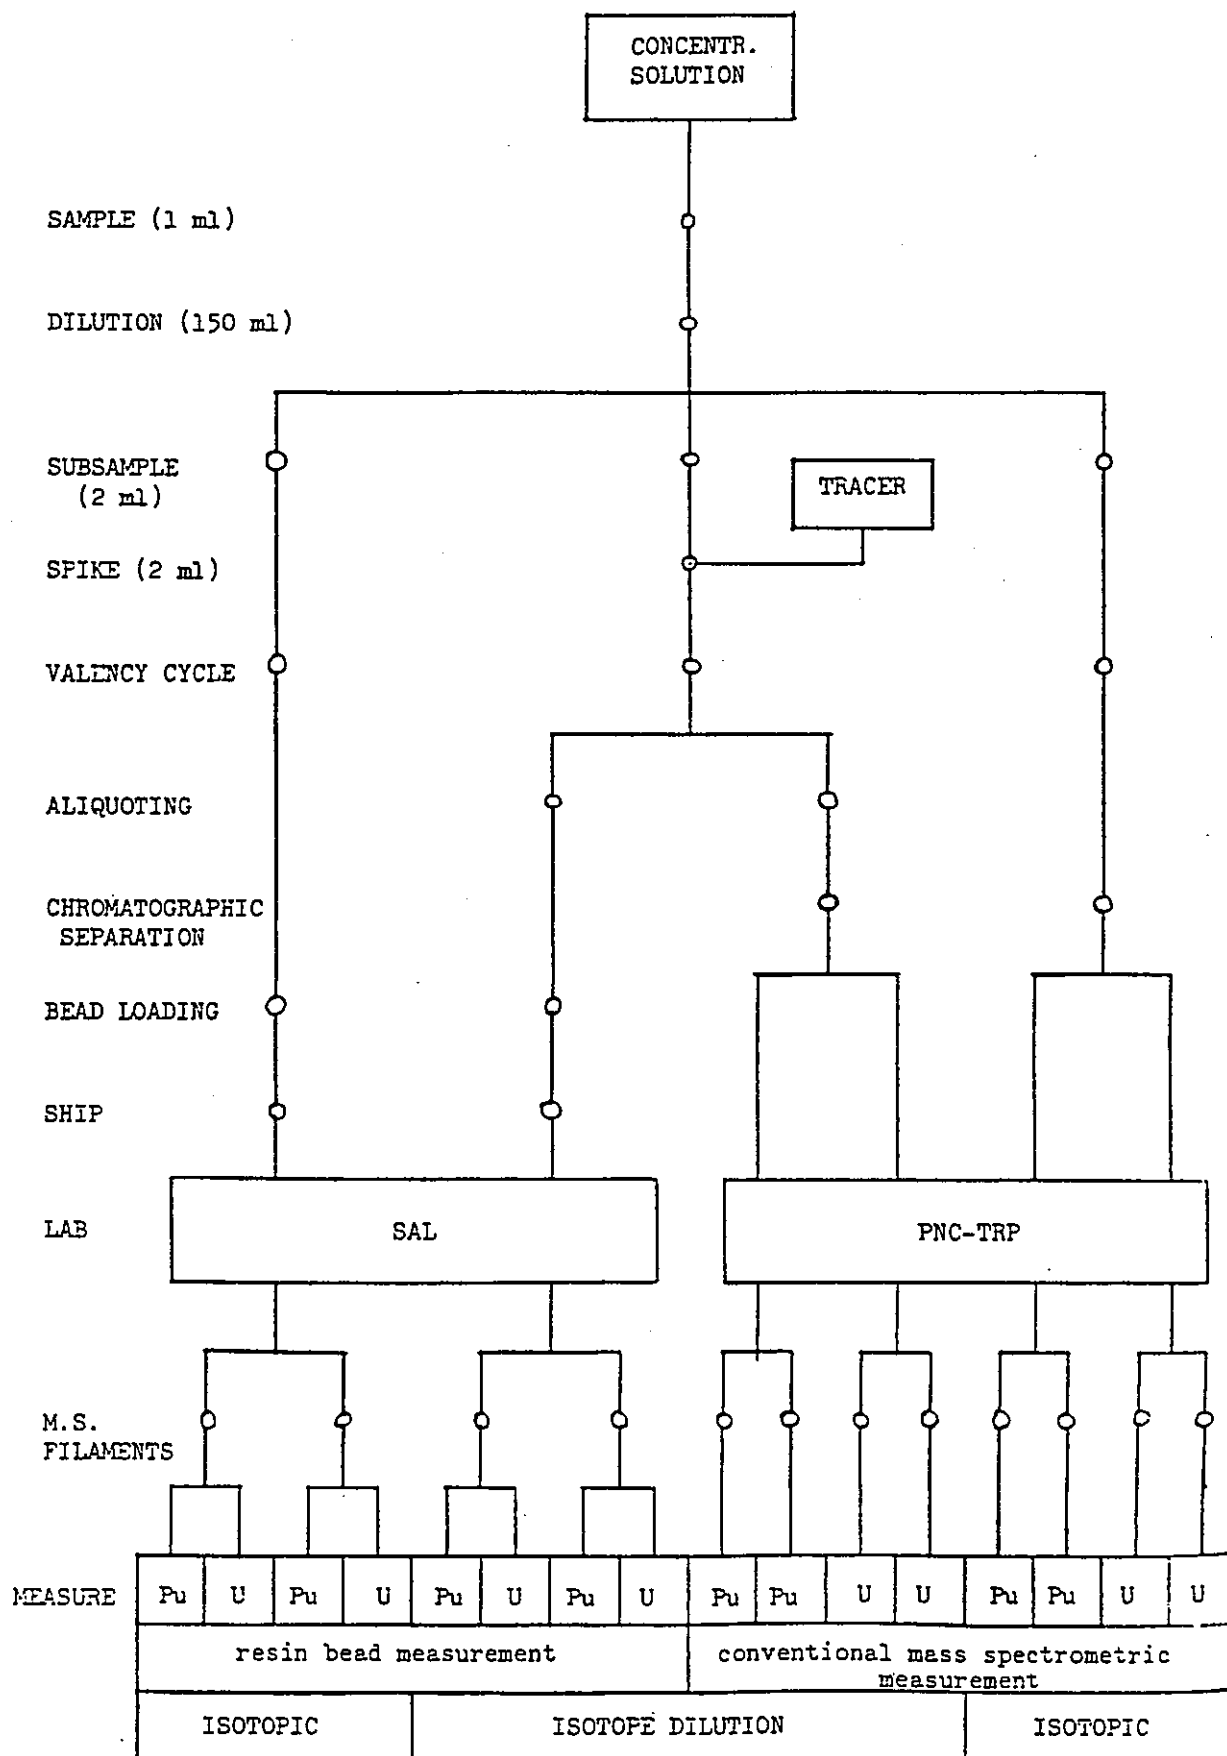 CONCENTR.
SOLUTION
SAMPLE (1 ml)
DILUTION (150 ml)
SUBSAMPLE
(2 ml)
TRACER
SPIKE (2 ml)
VALENCY CYCLE
ALIQUOTING
CHROMATOGRAPHIC
SEPARATION
BEAD LOADING
SHIP
LAB
SAL
PNC-TRP
M.S.
FILAMENTS
MEASURE Pu U Pu U Pu U Pu U Pu Pu U U Pu Pu U U
resin bead measurement
conventional mass spectrometric
measurement
ISOTOPIC
ISOTOPE DILUTION
ISOTOPIC